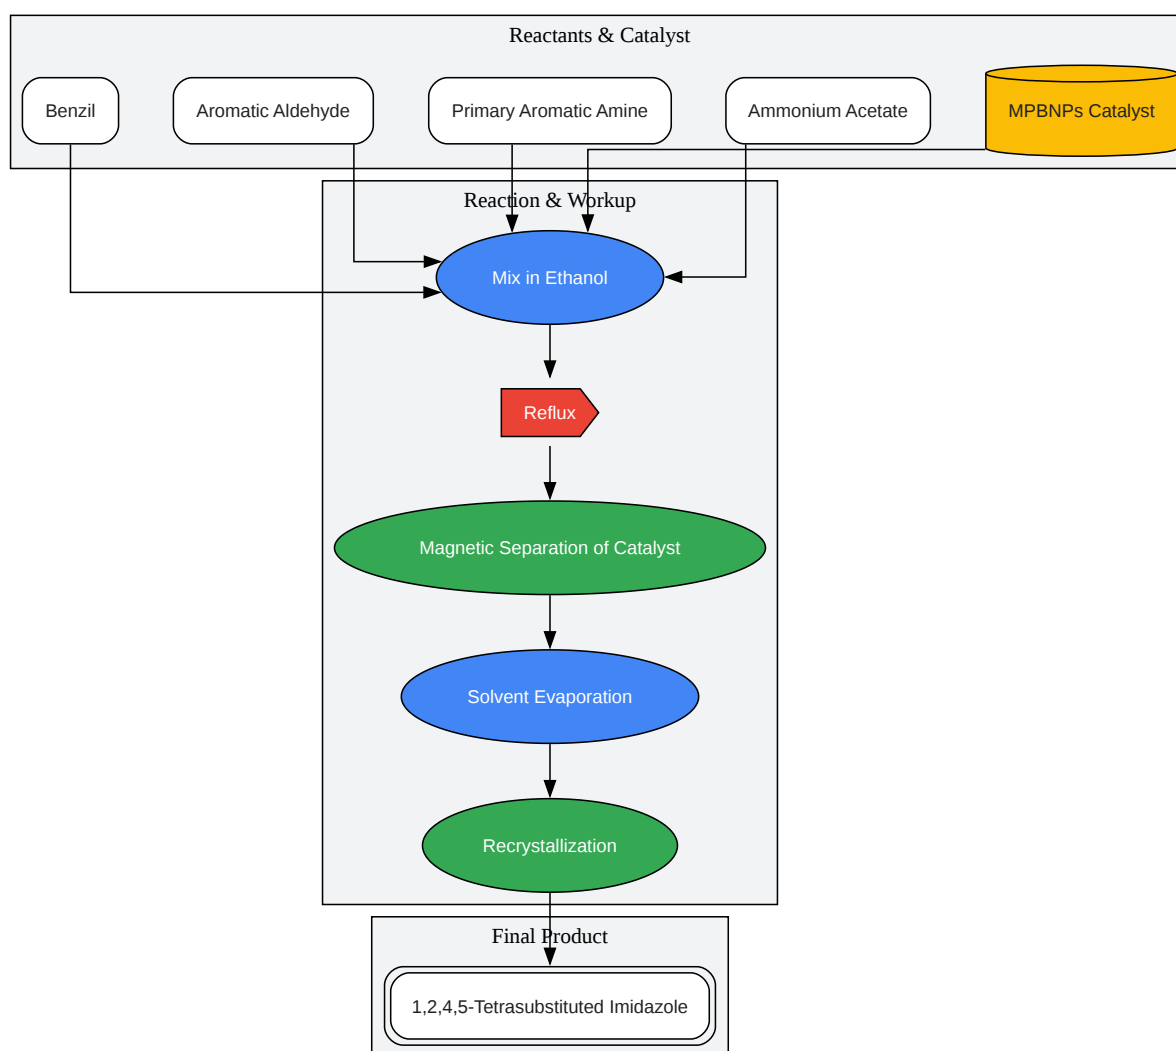 Reactants & Catalyst
Benzil
Aromatic Aldehyde
Primary Aromatic Amine
Ammonium Acetate
MPBNPs Catalyst
Reaction & Workup
Mix in Ethanol
Reflux
Magnetic Separation of Catalyst
Solvent Evaporation
Recrystallization
Final Product
1,2,4,5-Tetrasubstituted Imidazole